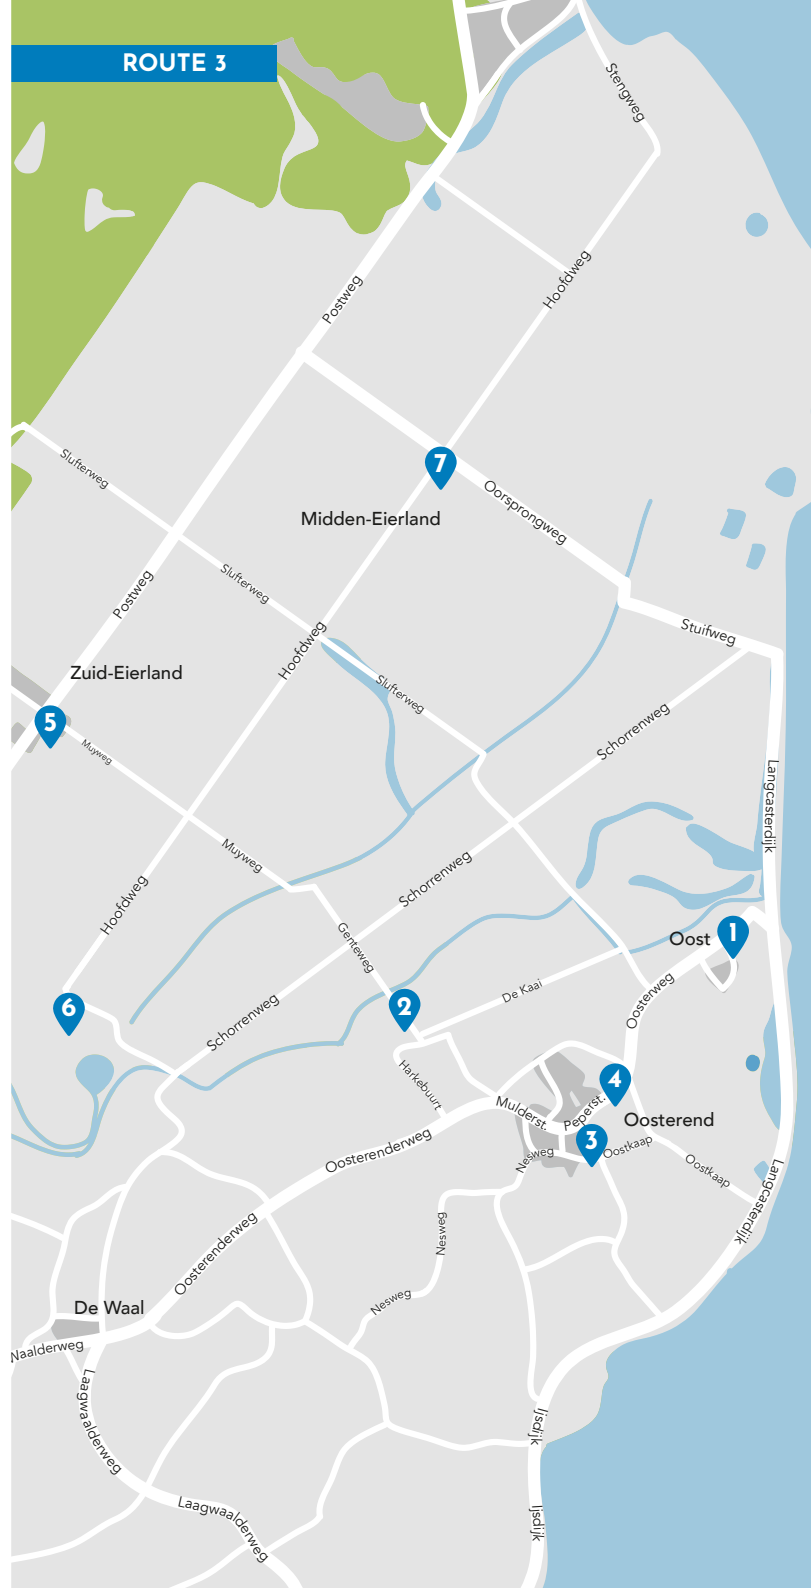 ROUTE 3
Stengweg
Hoofdweg
Postweg
Slufterweg
7
Oorsprongweg
Midden-Eierland
Postweg
Slufterweg
Hoofdweg
Stuifweg
Zuid-Eierland
Slufterweg
5
Muyweg
Schorrenweg
Langcasterdijk
Muyweg
Schorrenweg
Hoofdweg
Genteweg
Oost
1
De Kaai
Oosterweg
6
2
Schorrenweg
Harkebuurt
4
Mulderst.
Peperst.
Oosterend
3
Oosterenderweg
Nesweg
Oostkaap
Oostkaap
Langcasterdijk
Nesweg
Oosterenderweg
Nesweg
De Waal
Waalderweg
Laagwaalderweg
Ijsdijk
Laagwaalderweg
Ijsdijk